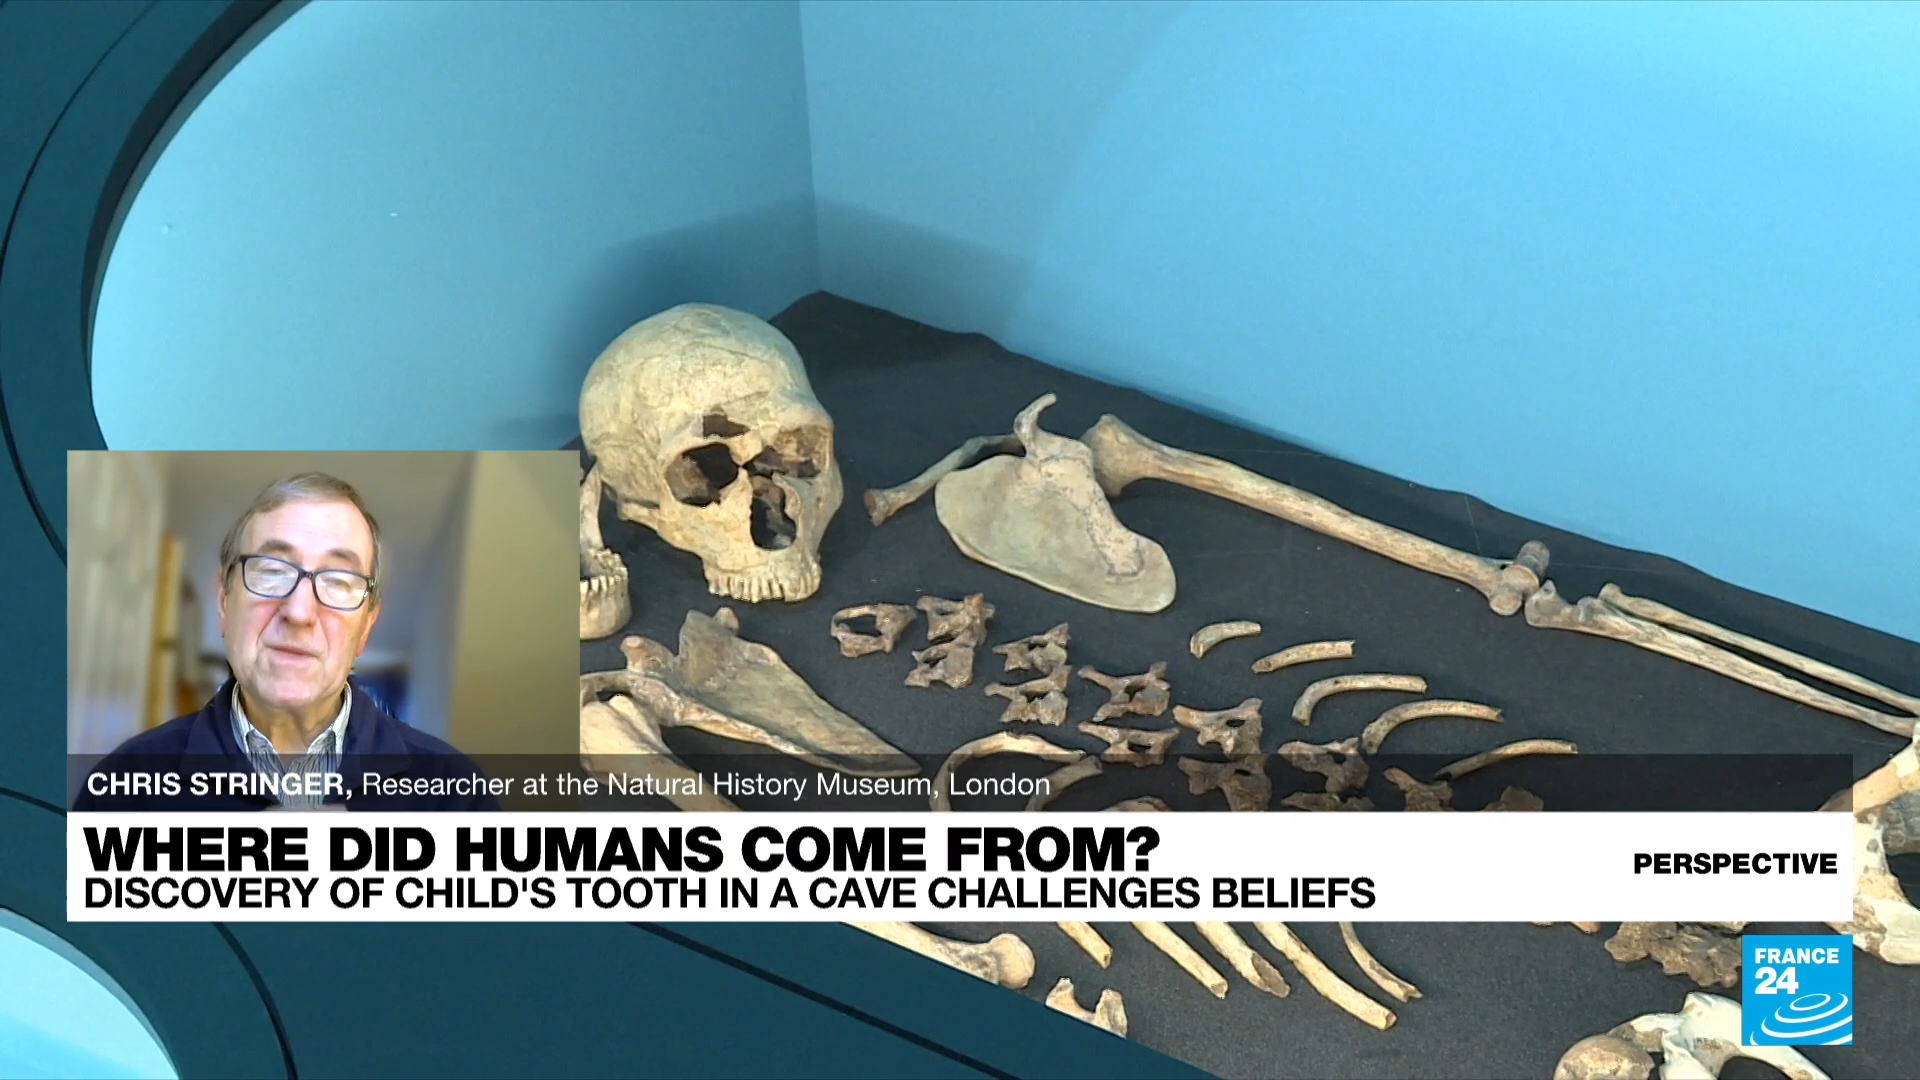 CHRIS STRINGER, Researcher at the Natural History Museum, London
WHERE DID HUMANS COME FROM?
DISCOVERY OF CHILD'S TOOTH IN A CAVE CHALLENGES BELIEFS
PERSPECTIVE
FRANCE
24